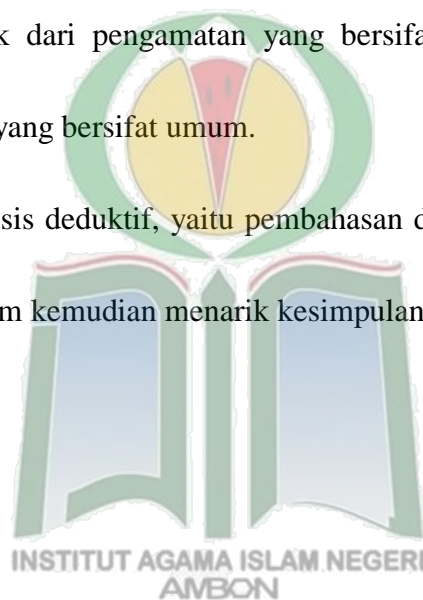 k dari pengamatan yang bersifa
yang bersifat umum.
sis deduktif, yaitu pembahasan d
m kemudian menarik kesimpulan
INSTITUT AGAMA ISLAM NEGERI
AMBON